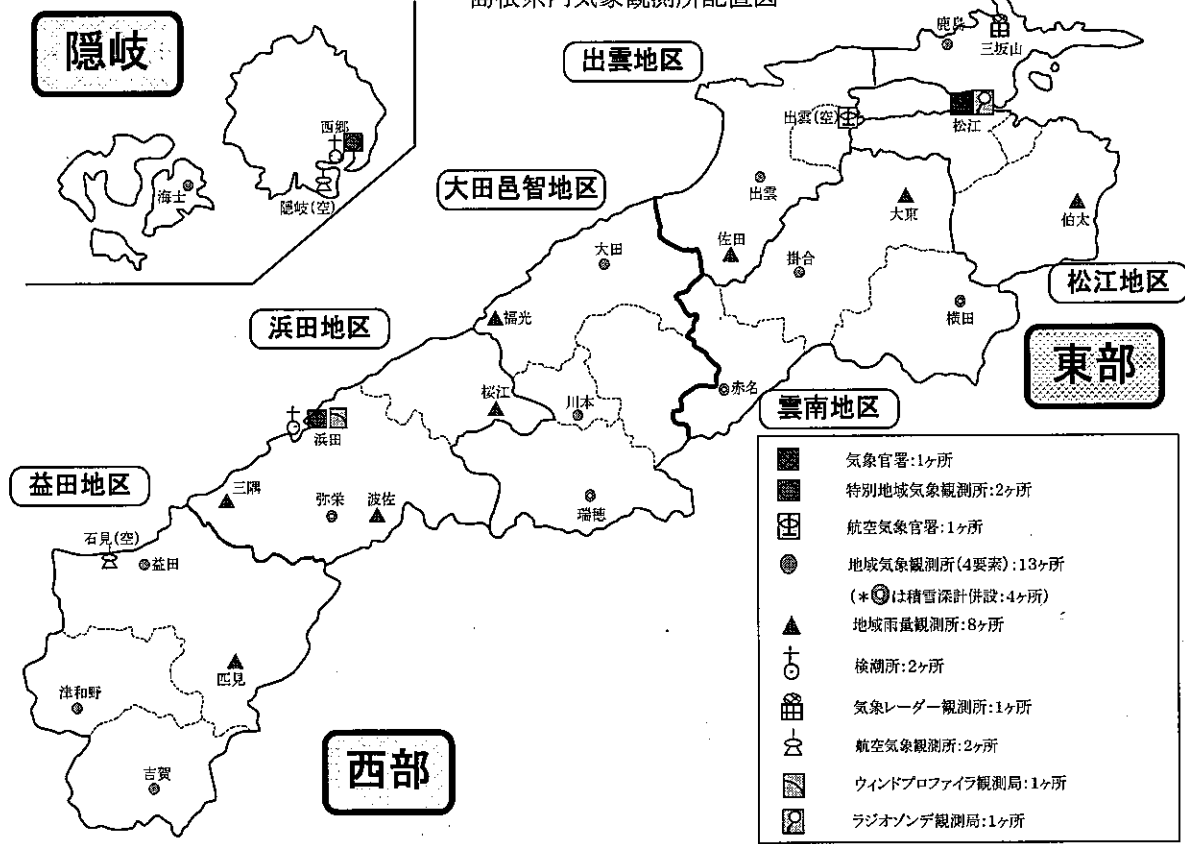 島根県内気象観測所配置図
隠岐
西郷
海士
隠岐(空)
出雲地区
鹿島
三坂山
出雲(空)
松江
大田邑智地区
出雲
大東
伯太
佐田
大田
掛合
松江地区
浜田地区
福光
横田
東部
桜江
川本
赤名
雲南地区
浜田
益田地区
三隅
弥栄
波佐
瑞穂
石見(空)
益田
匹見
津和野
吉賀
西部
気象官署:1ヶ所
特別地域気象観測所:2ヶ所
航空気象官署:1ヶ所
地域気象観測所(4要素):13ヶ所
(*◎は積雪深計併設:4ヶ所)
地域雨量観測所:8ヶ所
検潮所:2ヶ所
気象レーダー観測所:1ヶ所
航空気象観測所:2ヶ所
ウィンドプロファイラ観測局:1ヶ所
ラジオゾンデ観測局:1ヶ所